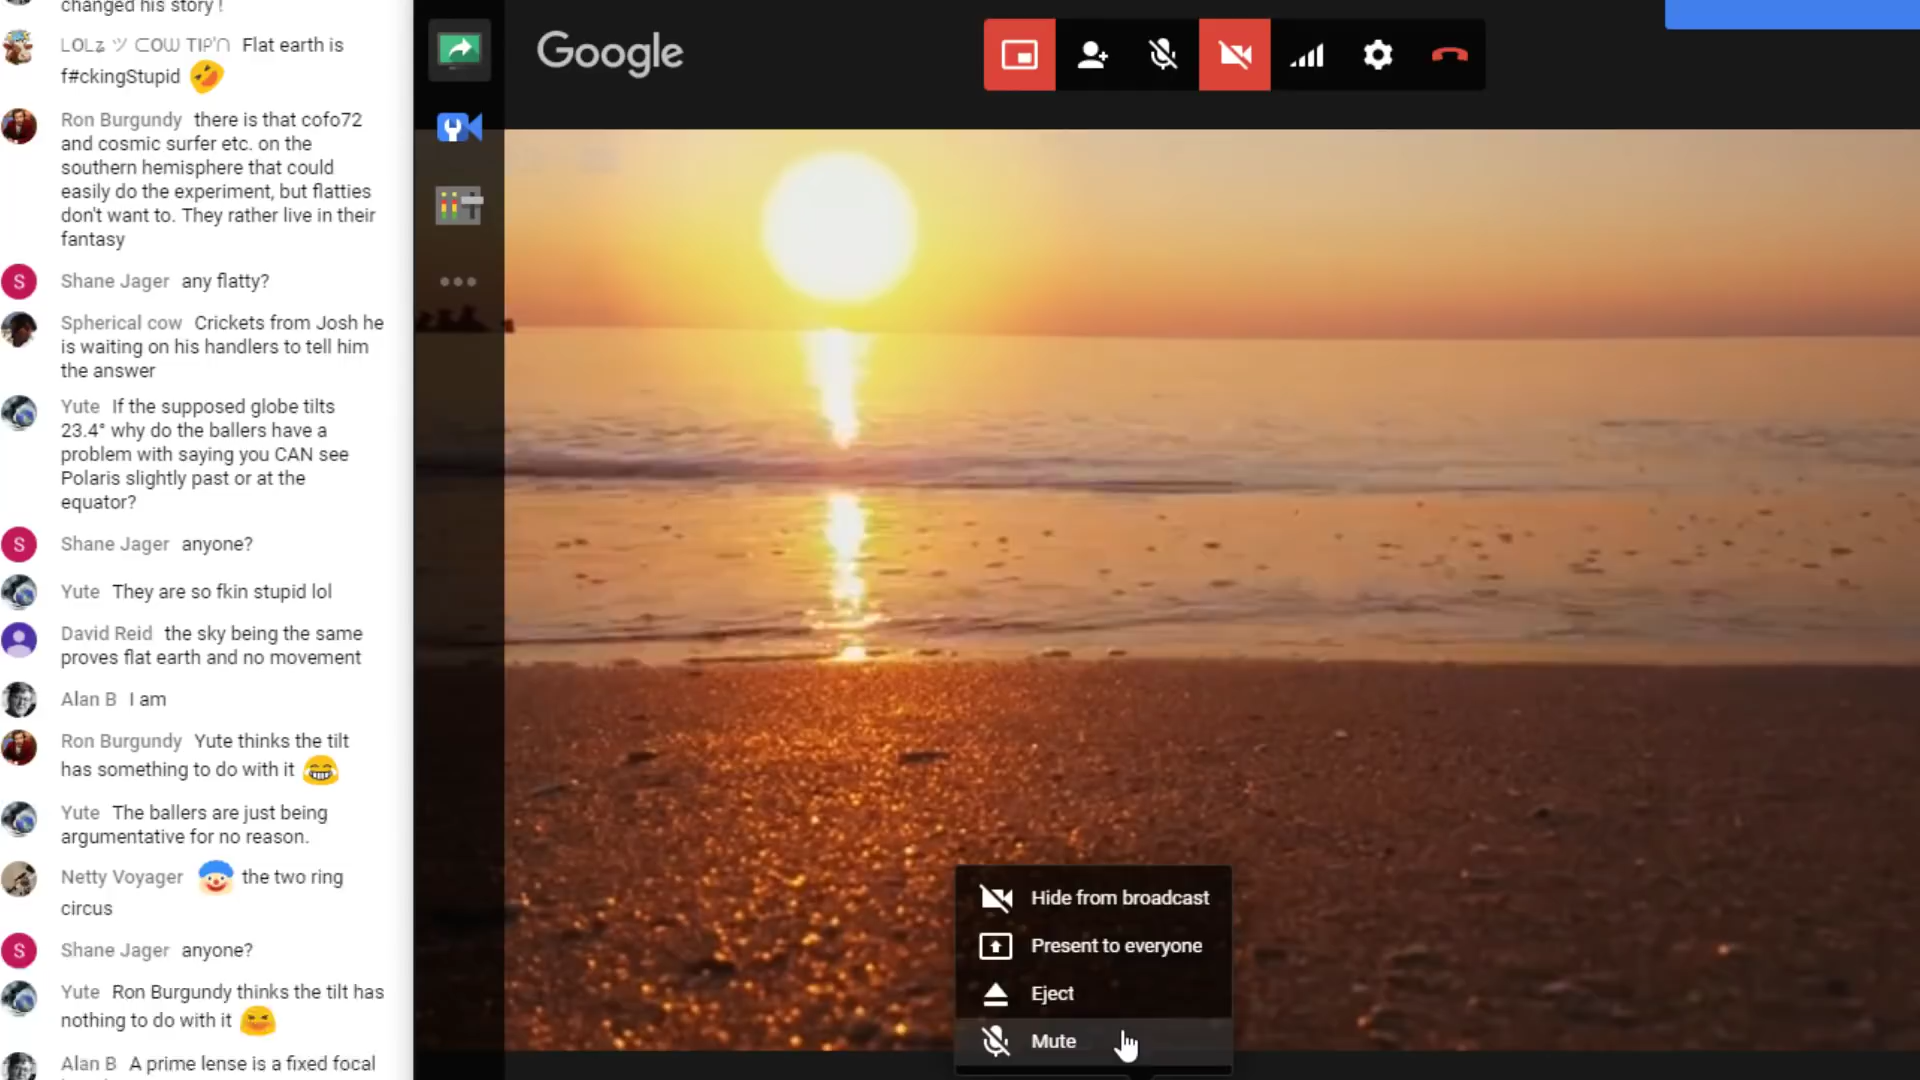 changed his story !
LOLz ツ COW TIP'N Flat earth is
f#ckingStupid
Ron Burgundy there is that cofo72
and cosmic surfer etc. on the
southern hemisphere that could
easily do the experiment, but flatties
don't want to. They rather live in their
fantasy
S Shane Jager any flatty?
Spherical cow Crickets from Josh he
is waiting on his handlers to tell him
the answer
Yute If the supposed globe tilts
23.4° why do the ballers have a
problem with saying you CAN see
Polaris slightly past or at the
equator?
S Shane Jager anyone?
Yute They are so fkin stupid lol
David Reid the sky being the same
proves flat earth and no movement
Alan B I am
Ron Burgundy Yute thinks the tilt
has something to do with it
Yute The ballers are just being
argumentative for no reason.
Netty Voyager the two ring
circus
S Shane Jager anyone?
Yute Ron Burgundy thinks the tilt has
nothing to do with it
Alan B A prime lense is a fixed focal
Google
Hide from broadcast
Present to everyone
Eject
Mute